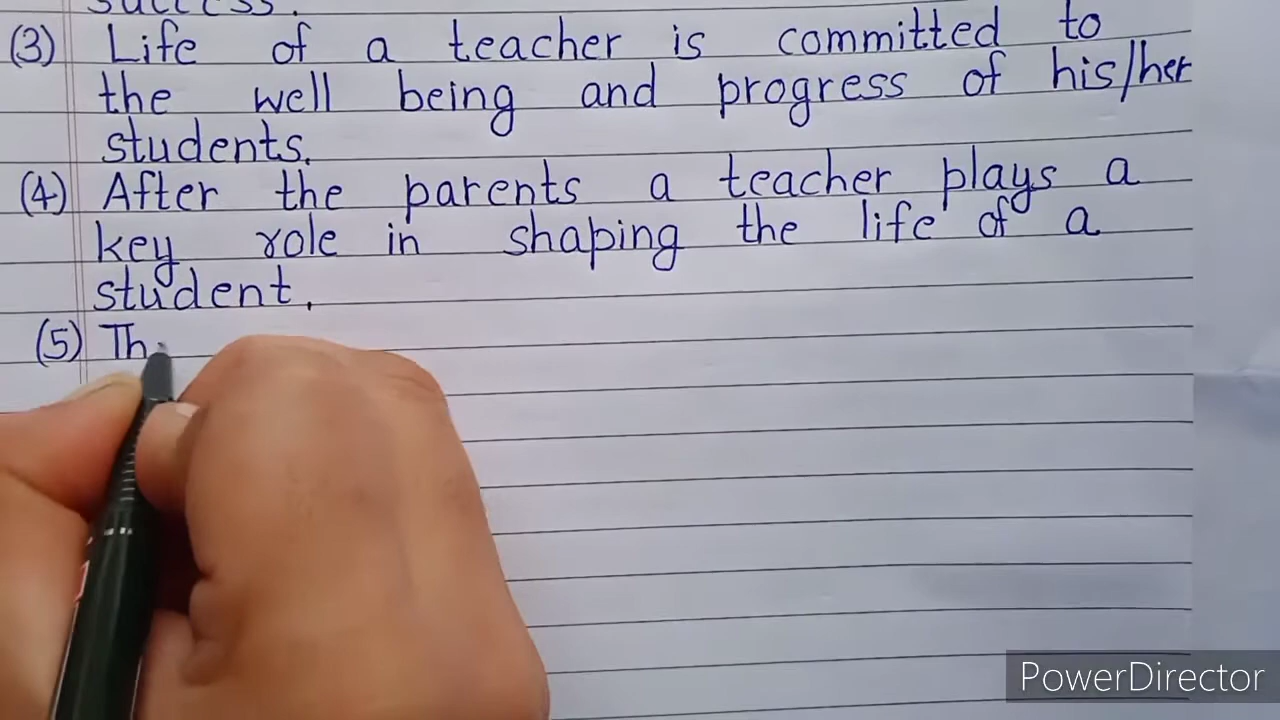 success.
(3) Life of a teacher is committed to
the well being and progress of his/her
students.
(4) After the parents a teacher plays a
key role in shaping the life of a
student.
(5) Th
PowerDirector